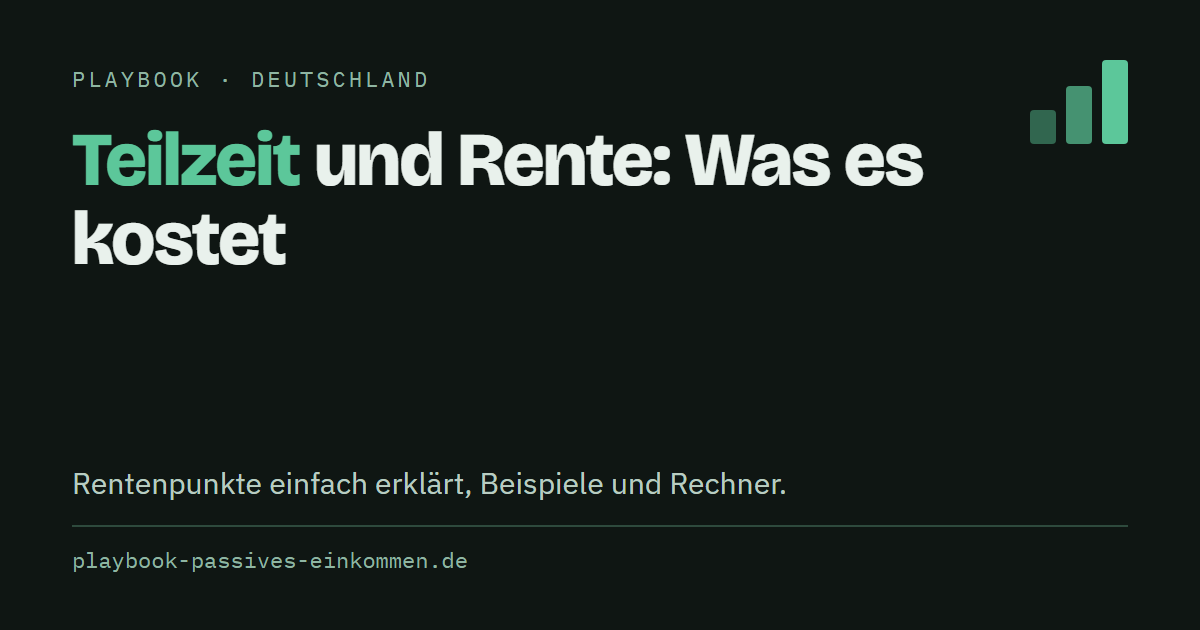 PLAYBOOK · DEUTSCHLAND
Teilzeit und Rente: Was es
kostet
Rentenpunkte einfach erklärt, Beispiele und Rechner.
playbook-passives-einkommen.de